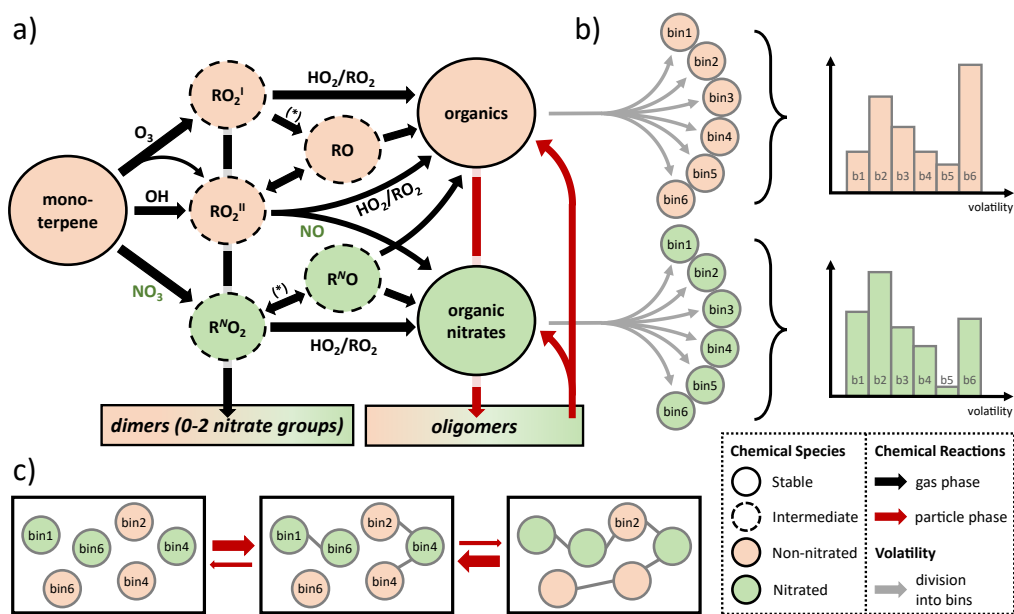 a)
mono-
terpene
O₃
OH
NO₃
RO₂ᴵ
RO₂ᴵᴵ
RᴺO₂
(*)
RO
(*)
RᴺO
HO₂/RO₂
HO₂/RO₂
NO
HO₂/RO₂
organics
organic
nitrates
dimers (0-2 nitrate groups)
oligomers
b)
bin1
bin2
bin3
bin4
bin5
bin6
b1 b2 b3 b4 b5 b6
volatility
bin1
bin2
bin3
bin4
bin5
bin6
b1 b2 b3 b4 b5 b6
volatility
Chemical Species
Stable
Intermediate
Non-nitrated
Nitrated
Chemical Reactions
gas phase
particle phase
Volatility
division
into bins
c)
bin1
bin6
bin2
bin4
bin6
bin4
bin1
bin6
bin2
bin4
bin6
bin4
bin2